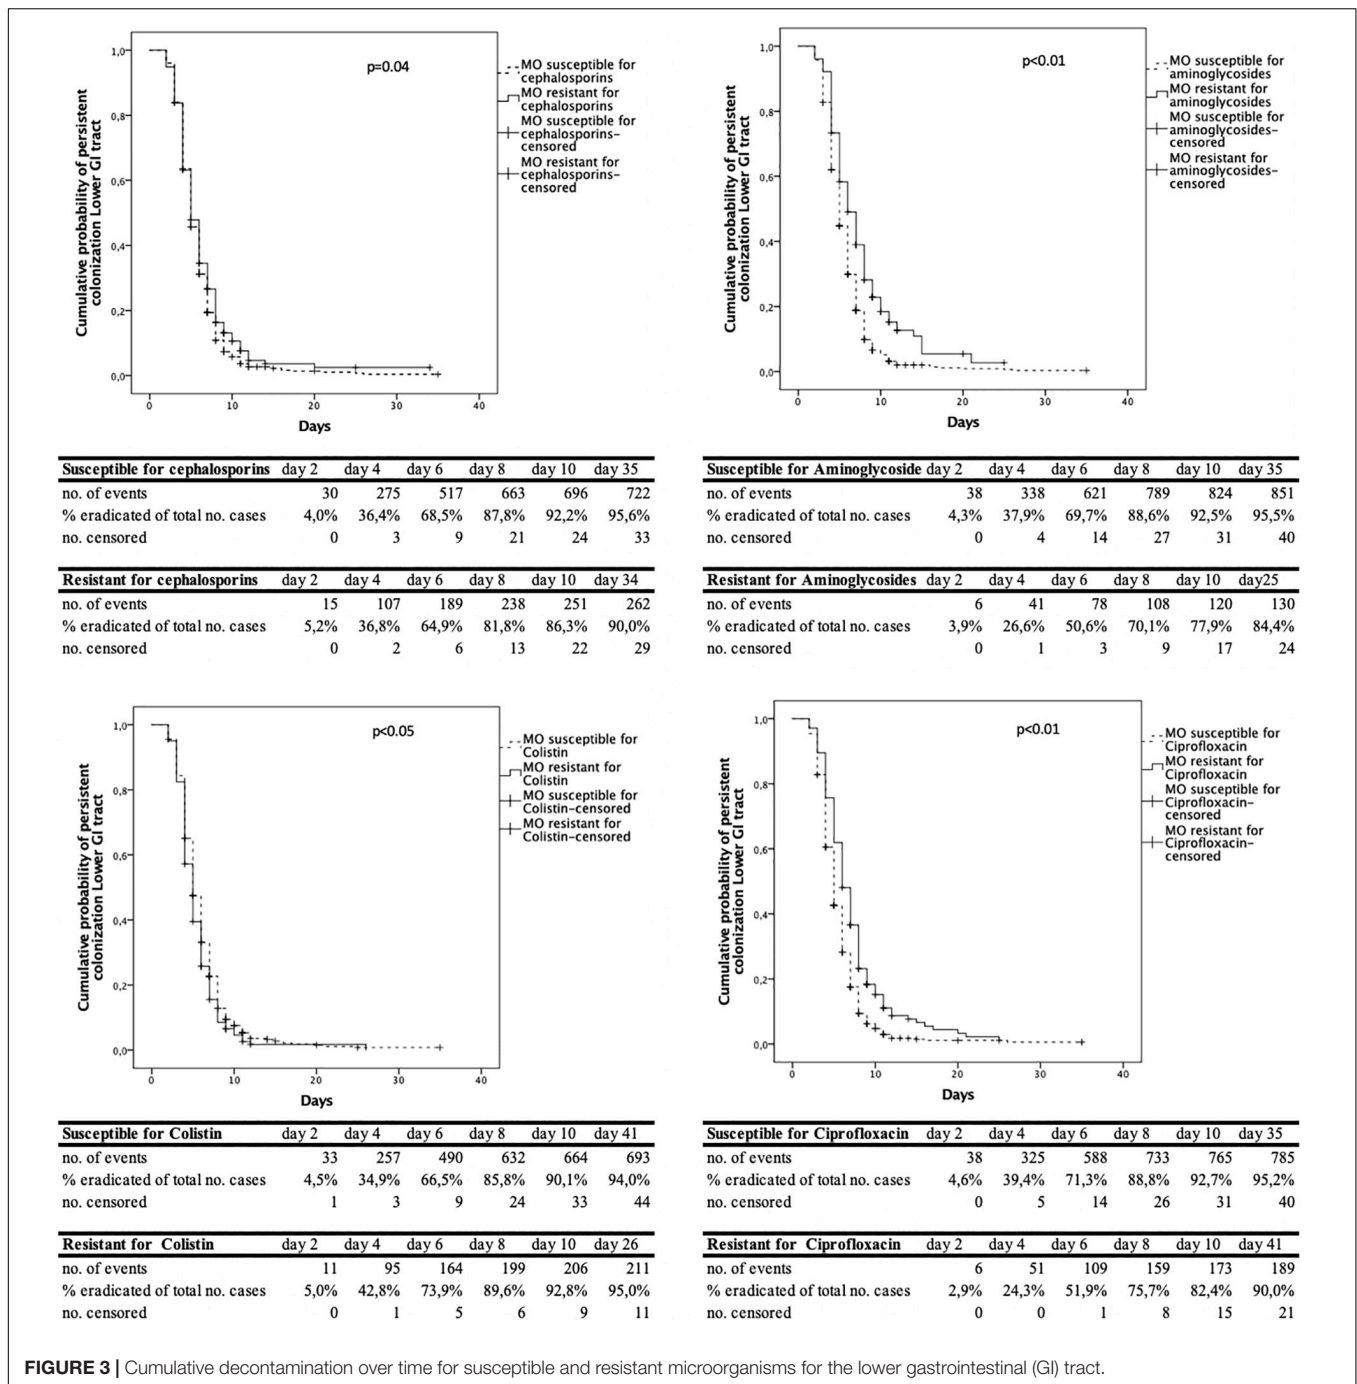 p=0.04
Cumulative probability of persistent
colonization Lower GI tract
1,0
0,8
0,6
0,4
0,2
0,0
0 10 20 30 40
Days
MO susceptible for
cephalosporins
MO resistant for
cephalosporins
MO susceptible for
cephalosporins-
censored
MO resistant for
cephalosporins-
censored
p<0.01
Cumulative probability of persistent
colonization Lower GI tract
1,0
0,8
0,6
0,4
0,2
0,0
0 10 20 30 40
Days
MO susceptible for
aminoglycosides
MO resistant for
aminoglycosides
MO susceptible for
aminoglycosides-
censored
MO resistant for
aminoglycosides-
censored
Susceptible for cephalosporins day 2 day 4 day 6 day 8 day 10 day 35
no. of events 30 275 517 663 696 722
% eradicated of total no. cases 4,0% 36,4% 68,5% 87,8% 92,2% 95,6%
no. censored 0 3 9 21 24 33
Resistant for cephalosporins day 2 day 4 day 6 day 8 day 10 day 34
no. of events 15 107 189 238 251 262
% eradicated of total no. cases 5,2% 36,8% 64,9% 81,8% 86,3% 90,0%
no. censored 0 2 6 13 22 29
Susceptible for Aminoglycoside day 2 day 4 day 6 day 8 day 10 day 35
no. of events 38 338 621 789 824 851
% eradicated of total no. cases 4,3% 37,9% 69,7% 88,6% 92,5% 95,5%
no. censored 0 4 14 27 31 40
Resistant for Aminoglycosides day 2 day 4 day 6 day 8 day 10 day25
no. of events 6 41 78 108 120 130
% eradicated of total no. cases 3,9% 26,6% 50,6% 70,1% 77,9% 84,4%
no. censored 0 1 3 9 17 24
p<0.05
Cumulative probability of persistent
colonization Lower GI tract
1,0
0,8
0,6
0,4
0,2
0,0
0 10 20 30 40
Days
MO susceptible for
Colistin
MO resistant for
Colistin
MO susceptible for
Colistin-censored
MO resistant for
Colistin-censored
p<0.01
Cumulative probability of persistent
colonization Lower GI tract
1,0
0,8
0,6
0,4
0,2
0,0
0 10 20 30 40
Days
MO susceptible for
Ciprofloxacin
MO resistant for
Ciprofloxacin
MO susceptible for
Ciprofloxacin-
censored
MO resistant for
Ciprofloxacin-
censored
Susceptible for Colistin day 2 day 4 day 6 day 8 day 10 day 41
no. of events 33 257 490 632 664 693
% eradicated of total no. cases 4,5% 34,9% 66,5% 85,8% 90,1% 94,0%
no. censored 1 3 9 24 33 44
Resistant for Colistin day 2 day 4 day 6 day 8 day 10 day 26
no. of events 11 95 164 199 206 211
% eradicated of total no. cases 5,0% 42,8% 73,9% 89,6% 92,8% 95,0%
no. censored 0 1 5 6 9 11
Susceptible for Ciprofloxacin day 2 day 4 day 6 day 8 day 10 day 35
no. of events 38 325 588 733 765 785
% eradicated of total no. cases 4,6% 39,4% 71,3% 88,8% 92,7% 95,2%
no. censored 0 5 14 26 31 40
Resistant for Ciprofloxacin day 2 day 4 day 6 day 8 day 10 day 41
no. of events 6 51 109 159 173 189
% eradicated of total no. cases 2,9% 24,3% 51,9% 75,7% 82,4% 90,0%
no. censored 0 0 1 8 15 21
FIGURE 3 | Cumulative decontamination over time for susceptible and resistant microorganisms for the lower gastrointestinal (GI) tract.